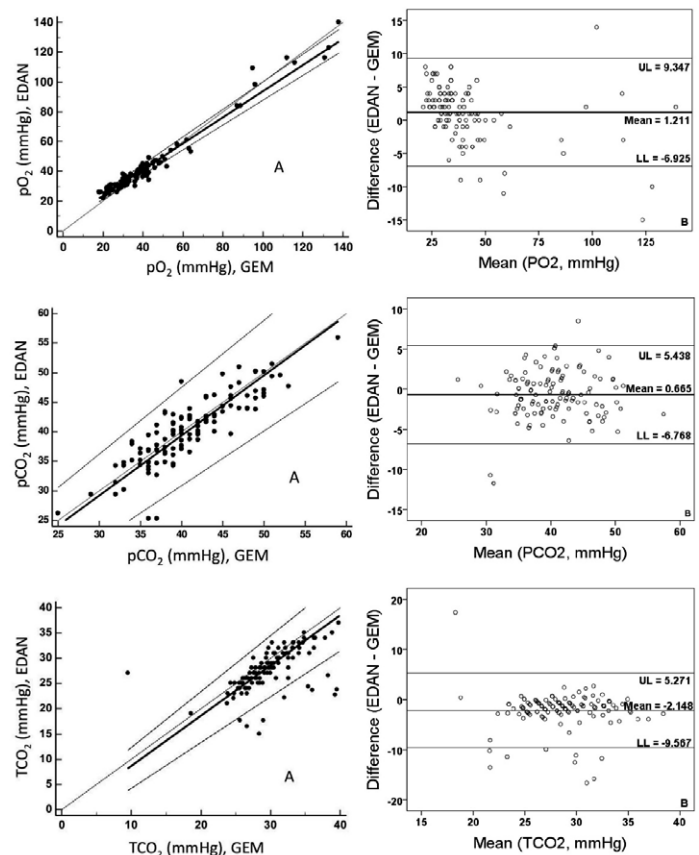 140
120
100
80
60
40
20
0
pO₂ (mmHg), EDAN
A
0 20 40 60 80 100 120 140
pO₂ (mmHg), GEM
15
10
5
0
-5
-10
-15
Difference (EDAN - GEM)
UL = 9.347
Mean = 1.211
LL = -6.925
B
25 50 75 100 125
Mean (PO2, mmHg)
60
55
50
45
40
35
30
25
pCO₂ (mmHg), EDAN
A
25 30 35 40 45 50 55 60
pCO₂ (mmHg), GEM
10
5
0
-5
-10
-15
Difference (EDAN - GEM)
UL = 5.438
Mean = 0.665
LL = -6.768
B
20 30 40 50 60
Mean (PCO2, mmHg)
40
35
30
25
20
15
10
5
0
TCO₂ (mmHg), EDAN
A
0 10 20 30 40
TCO₂ (mmHg), GEM
20
10
0
-10
-20
Difference (EDAN - GEM)
UL = 5.271
Mean = -2.148
LL = -9.567
B
15 20 25 30 35 40
Mean (TCO2, mmHg)